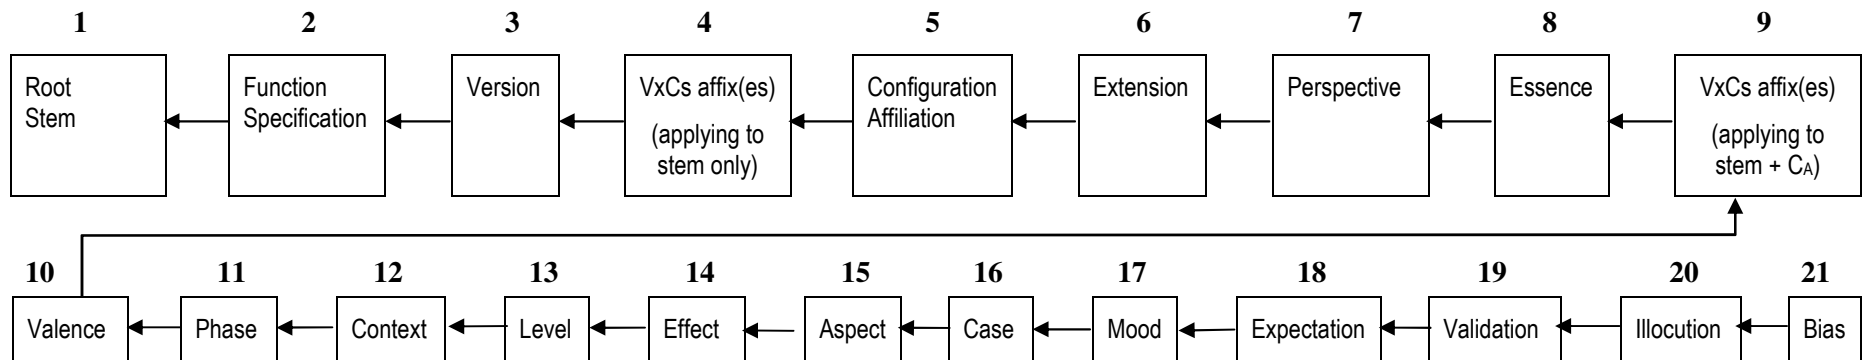 1 2 3 4 5 6 7 8 9
Root Function Version VxCs affix(es) Configuration Extension Perspective Essence VxCs affix(es)
Stem Specification Affiliation
(applying to (applying to
stem only) stem + CA)
10 11 12 13 14 15 16 17 18 19 20 21
Valence Phase Context Level Effect Aspect Case Mood Expectation Validation Illocution Bias